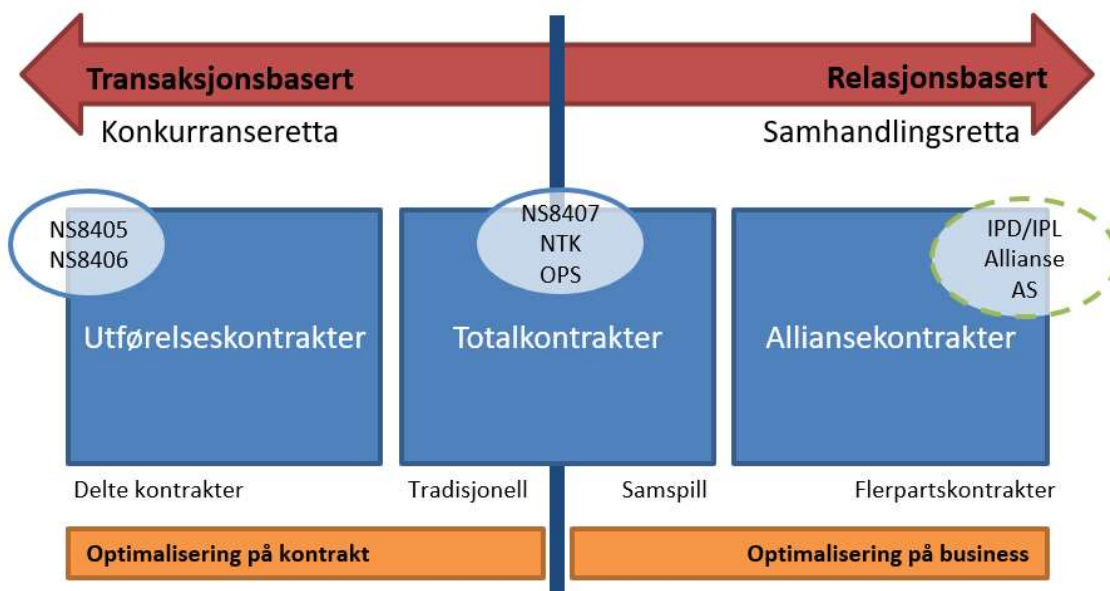 Transaksjonsbasert
Relasjonsbasert
Konkurranseretta
Samhandlingsretta
NS8405
NS8406
NS8407
NTK
OPS
IPD/IPL
Allianse
AS
Utførelseskontrakter
Totalkontrakter
Alliansekontrakter
Delte kontrakter
Tradisjonell
Samspill
Flerpartskontrakter
Optimalisering på kontrakt
Optimalisering på business